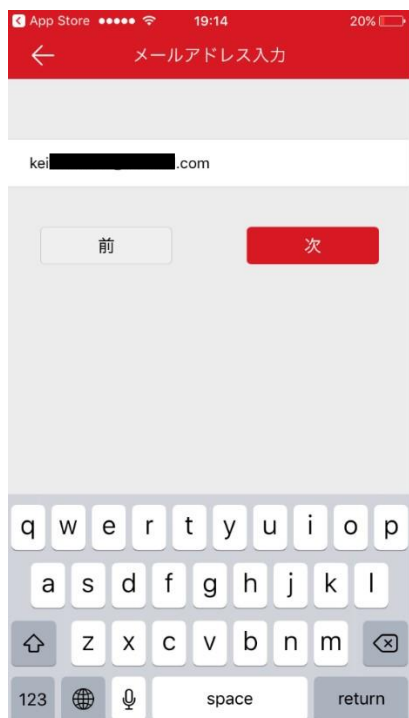 App Store 19:14 20%
メールアドレス入力
kei .com
前 次
q w e r t y u i o p
a s d f g h j k l
z x c v b n m
123 space return